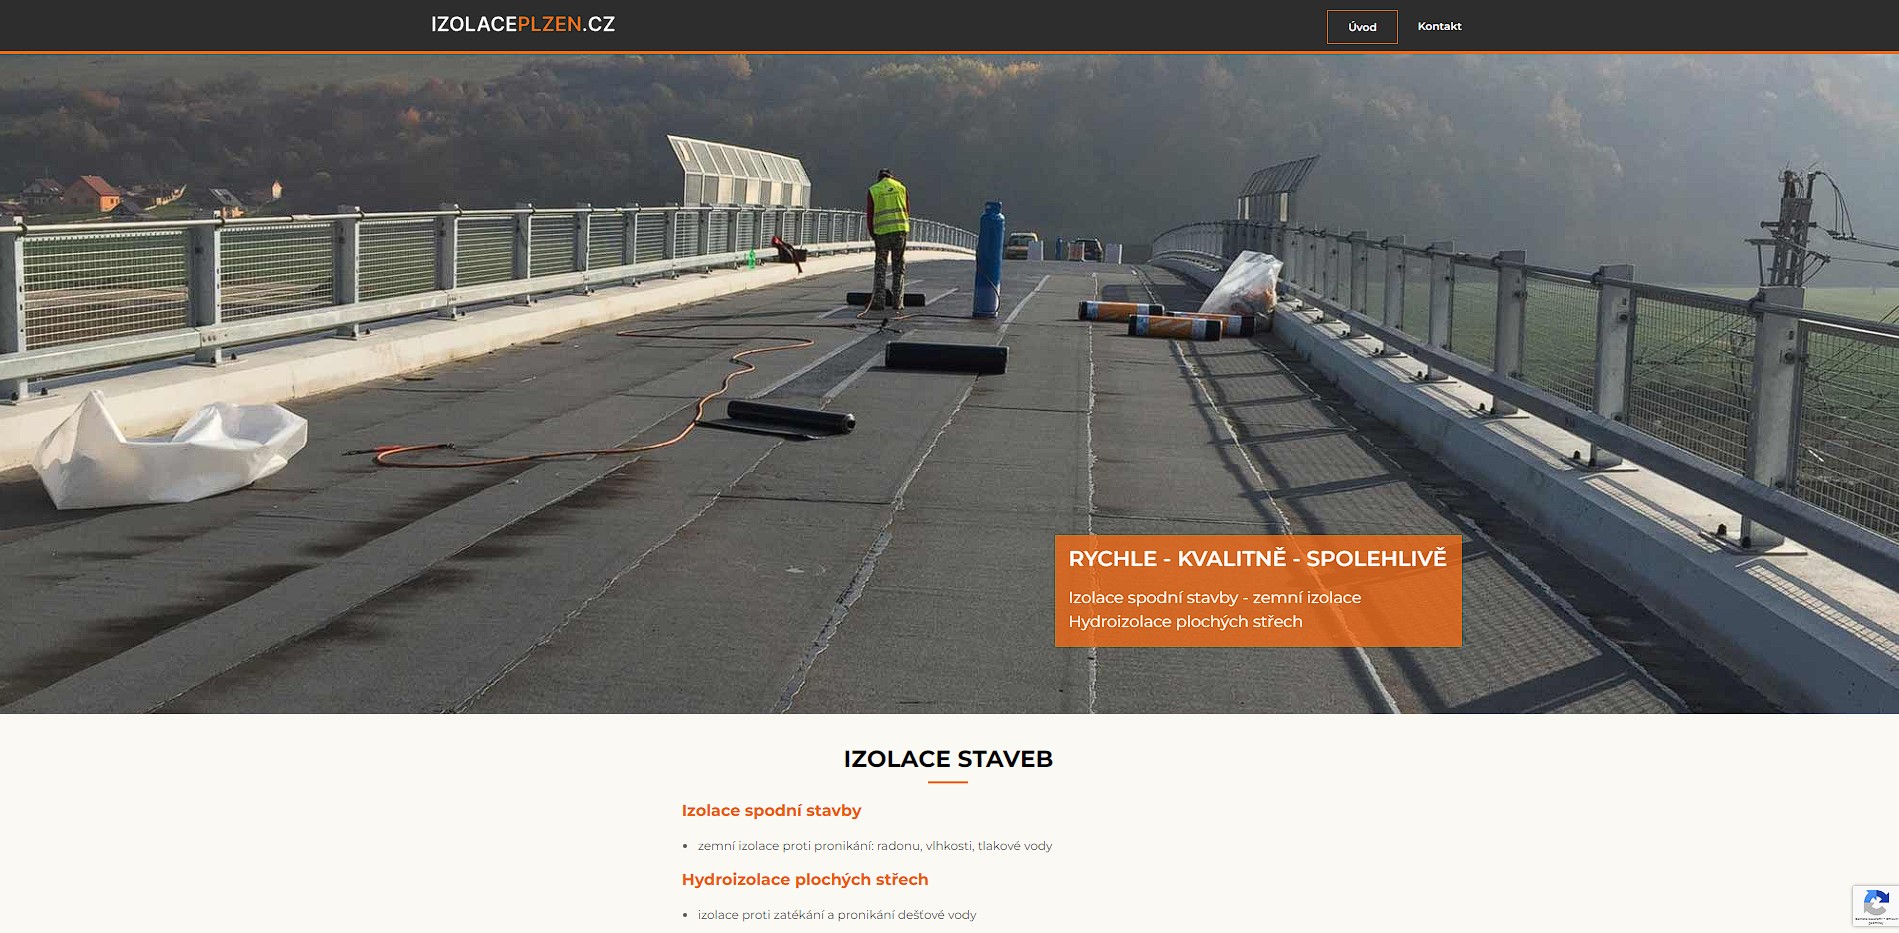 IZOLACEPLZEN.CZ
Úvod
Kontakt
RYCHLE - KVALITNĚ - SPOLEHLIVĚ
Izolace spodní stavby - zemní izolace
Hydroizolace plochých střech
IZOLACE STAVEB
Izolace spodní stavby
• zemní izolace proti pronikání: radonu, vlhkosti, tlakové vody
Hydroizolace plochých střech
• izolace proti zatékání a pronikání dešťové vody